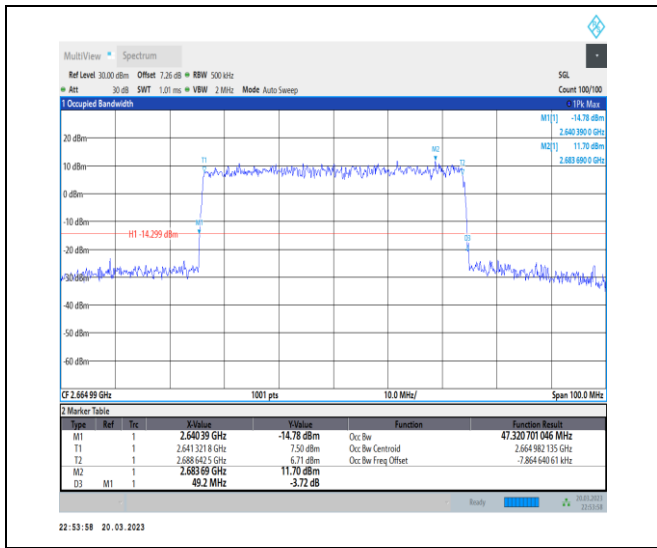 MultiView Spectrum
Ref Level 30.00 dBm Offset 7.26 dB RBW 500 kHz SGL
Att 30 dB SWT 1.01 ms VBW 2 MHz Mode Auto Sweep Count 100/100
1 Occupied Bandwidth 1Pk Max
M1[1] -14.78 dBm
2.640 390 0 GHz
M2[1] 11.70 dBm
2.683 690 0 GHz
20 dBm
M2
T1 T2
10 dBm
0 dBm
M1
-10 dBm
H1 -14.299 dBm
D3
-20 dBm
-30 dBm
-40 dBm
-50 dBm
-60 dBm
CF 2.664 99 GHz 1001 pts 10.0 MHz/ Span 100.0 MHz
2 Marker Table
Type Ref Trc X-Value Y-Value Function Function Result
M1 1 2.640 39 GHz -14.78 dBm Occ Bw 47.320 701 046 MHz
T1 1 2.641 321 8 GHz 7.50 dBm Occ Bw Centroid 2.664 982 135 GHz
T2 1 2.688 642 5 GHz 6.71 dBm Occ Bw Freq Offset -7.864 640 61 kHz
M2 1 2.683 69 GHz 11.70 dBm
D3 M1 1 49.2 MHz -3.72 dB
Ready 20.03.2023
22:53:58
22:53:58 20.03.2023